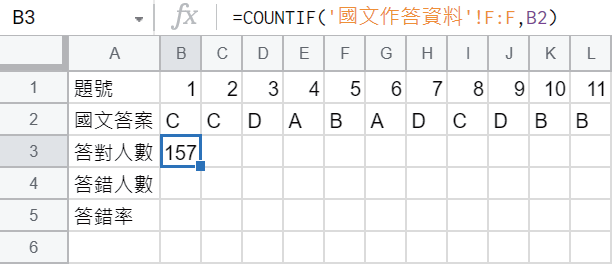 B3 fx =COUNTIF('國文作答資料'!F:F,B2)
A B C D E F G H I J K L
1 題號 1 2 3 4 5 6 7 8 9 10 11
2 國文答案 C C D A B A D C D B B
3 答對人數 157
4 答錯人數
5 答錯率
6